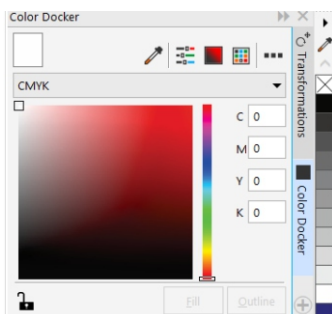 Color Docker
CMYK
C 0
M 0
Y 0
K 0
Fill
Outline
Transformations
Color Docker